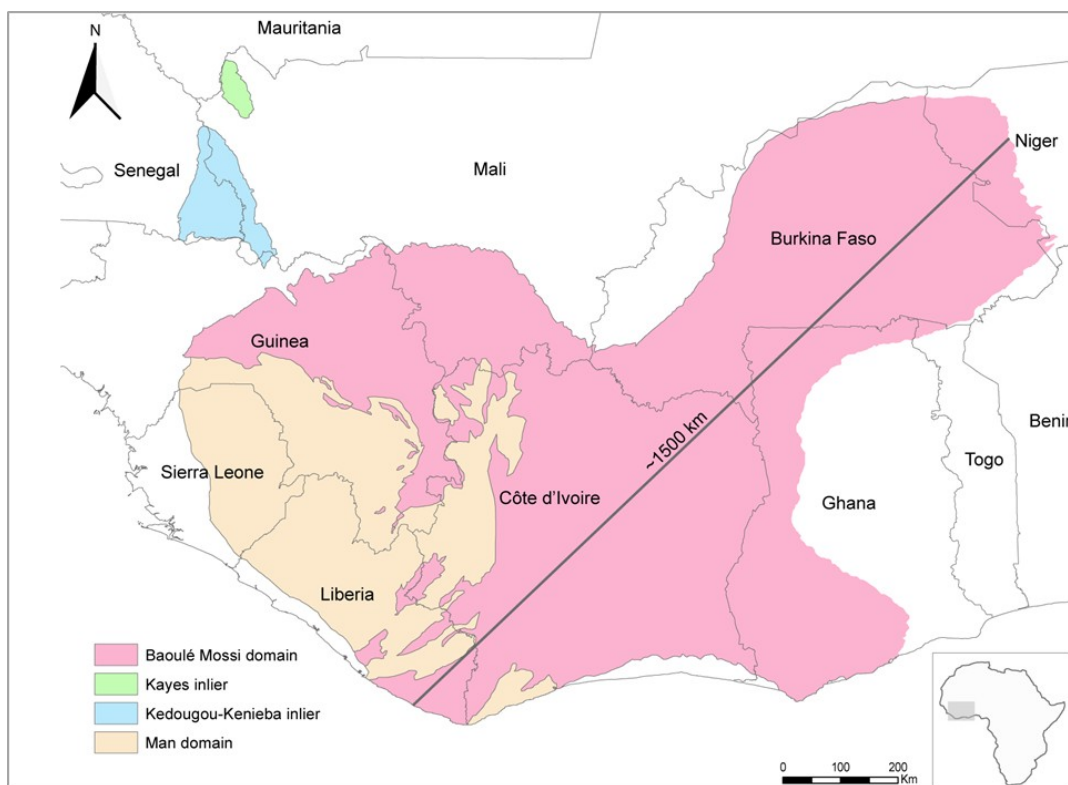 N
Mauritania
Senegal
Mali
Niger
Burkina Faso
Guinea
~1500 km
Benin
Sierra Leone
Côte d'Ivoire
Togo
Ghana
Liberia
Baoulé Mossi domain
Kayes inlier
Kedougou-Kenieba inlier
Man domain
0 100 200
Km